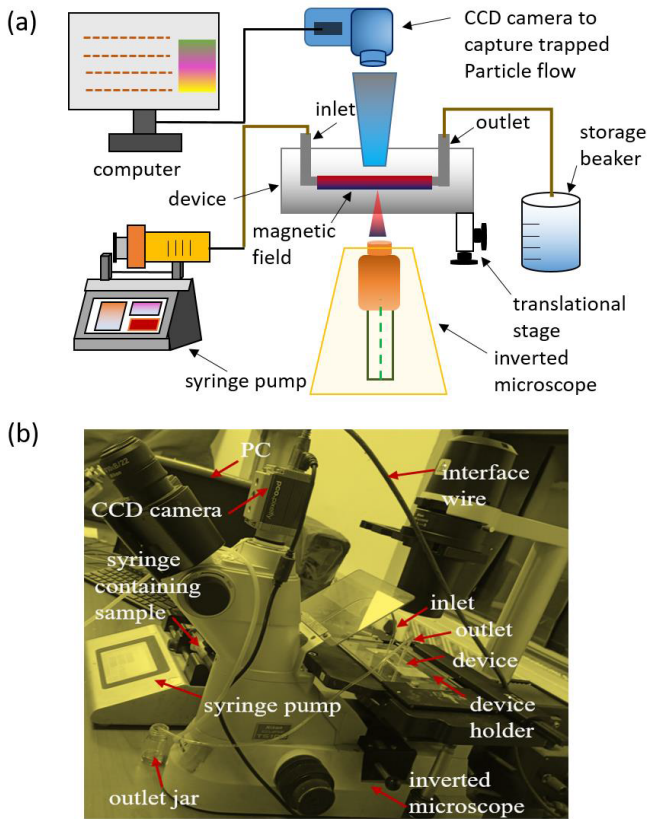 (a)
CCD camera to
capture trapped
Particle flow
inlet
outlet
storage
beaker
computer
device
magnetic
field
translational
stage
inverted
microscope
syringe pump
(b)
PC
CCD camera
interface
wire
syringe
containing
sample
inlet
outlet
device
syringe pump
device
holder
outlet jar
inverted
microscope
pco.pixelfly